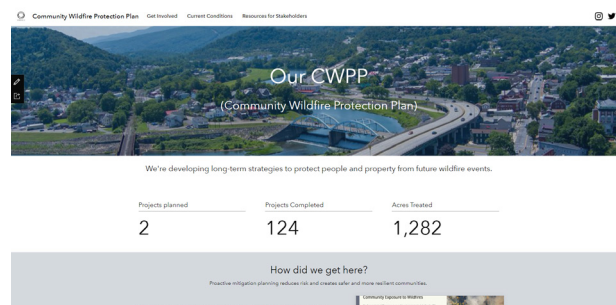 Community Wildfire Protection Plan Get Involved Current Conditions Resources for Stakeholders
Our CWPP
(Community Wildfire Protection Plan)
We're developing long-term strategies to protect people and property from future wildfire events.
Projects planned Projects Completed Acres Treated
2 124 1,282
How did we get here?
Proactive mitigation planning reduces risk and creates safer and more resilient communities.
Community Exposure to Wildfires